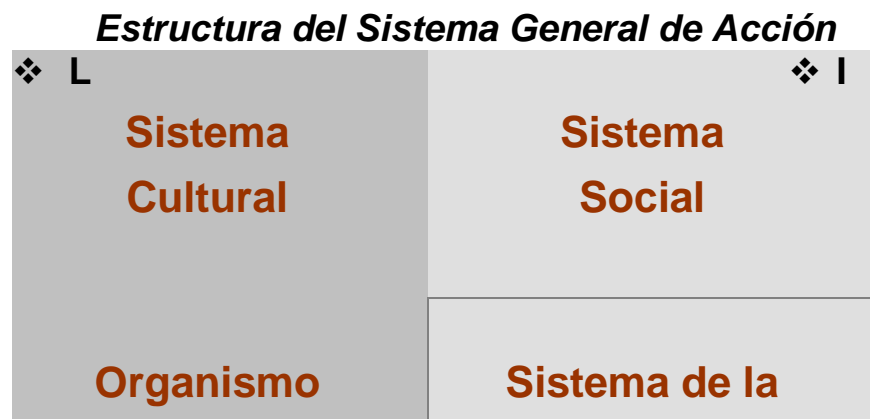 Estructura del Sistema General de Acción
❖ L ❖ I
Sistema Sistema
Cultural Social
Organismo Sistema de la